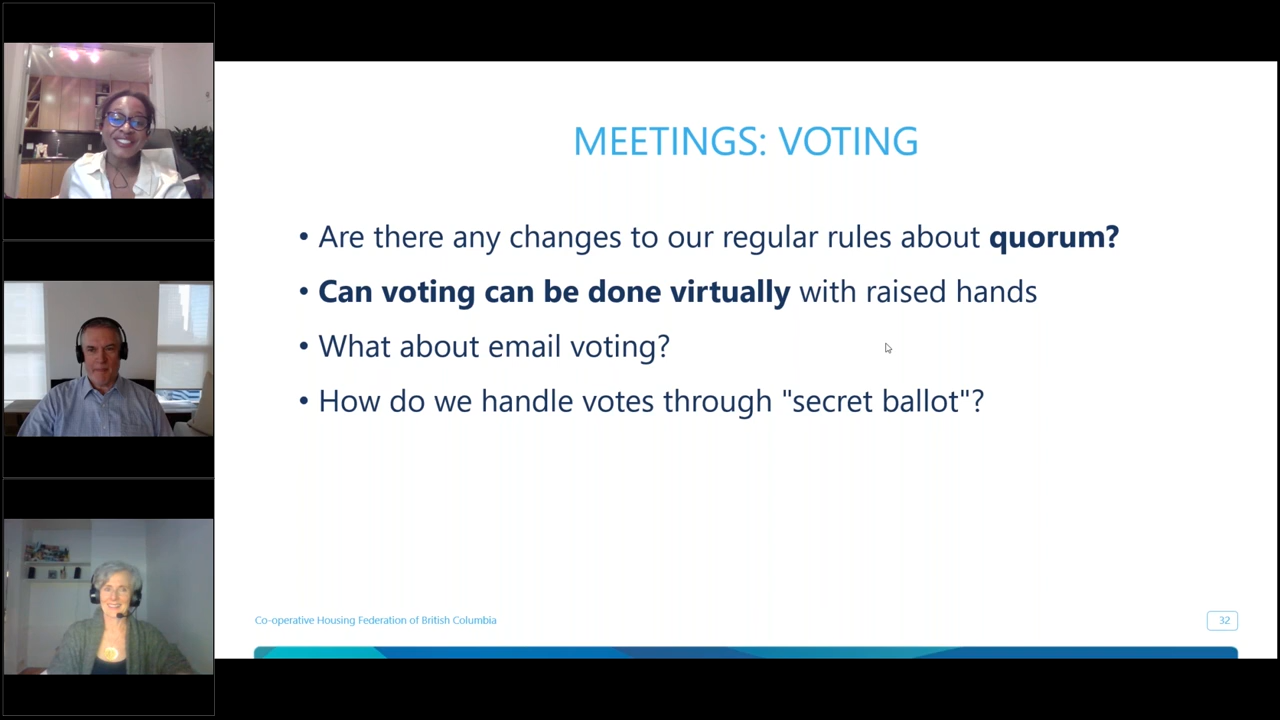 MEETINGS: VOTING
• Are there any changes to our regular rules about quorum?
• Can voting can be done virtually with raised hands
• What about email voting?
• How do we handle votes through "secret ballot"?
Co-operative Housing Federation of British Columbia
32